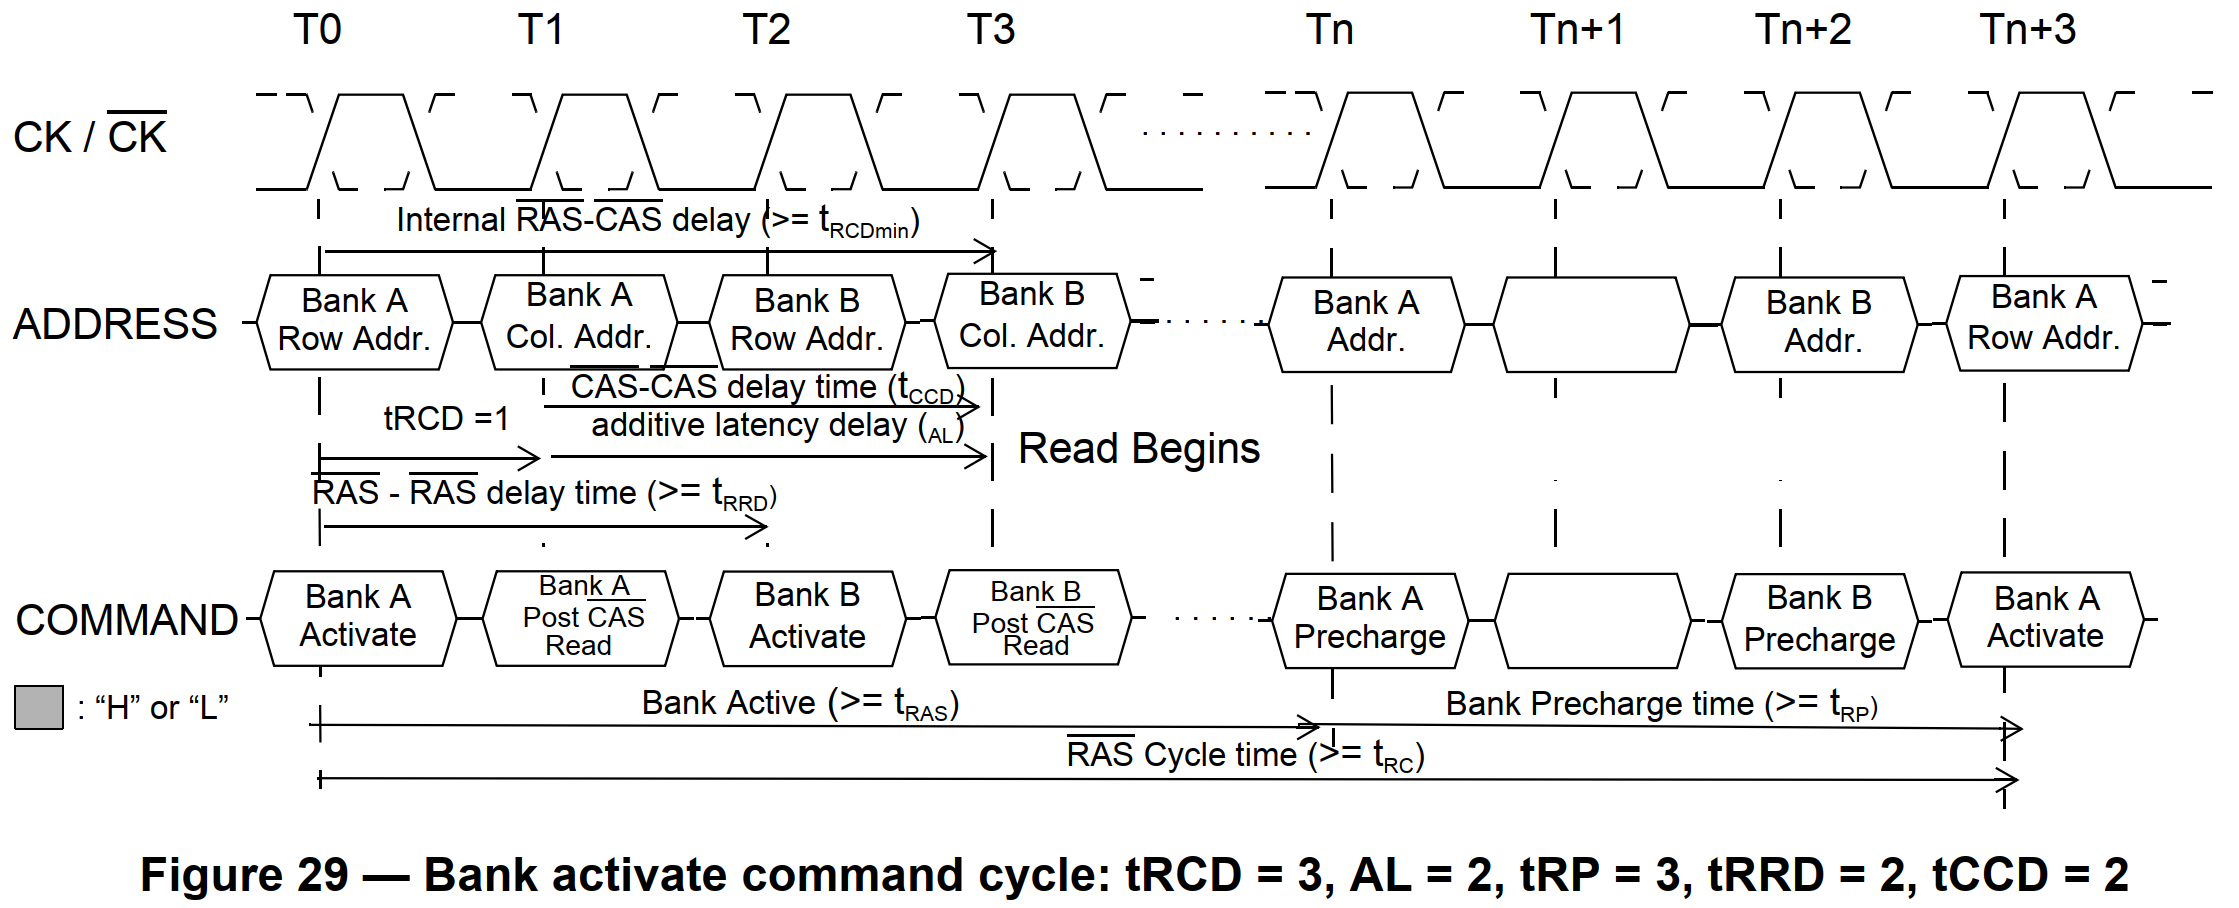 T0 T1 T2 T3 Tn Tn+1 Tn+2 Tn+3
CK / CK
Internal RAS-CAS delay (>= tRCDmin)
ADDRESS
Bank A
Row Addr.
Bank A
Col. Addr.
Bank B
Row Addr.
Bank B
Col. Addr.
Bank A
Addr.
Bank B
Addr.
Bank A
Row Addr.
CAS-CAS delay time (tCCD)
tRCD =1
additive latency delay (AL)
Read Begins
RAS - RAS delay time (>= tRRD)
COMMAND
Bank A
Activate
Bank A
Post CAS
Read
Bank B
Activate
Bank B
Post CAS
Read
Bank A
Precharge
Bank B
Precharge
Bank A
Activate
: “H” or “L”
Bank Active (>= tRAS)
Bank Precharge time (>= tRP)
RAS Cycle time (>= tRC)
Figure 29 — Bank activate command cycle: tRCD = 3, AL = 2, tRP = 3, tRRD = 2, tCCD = 2